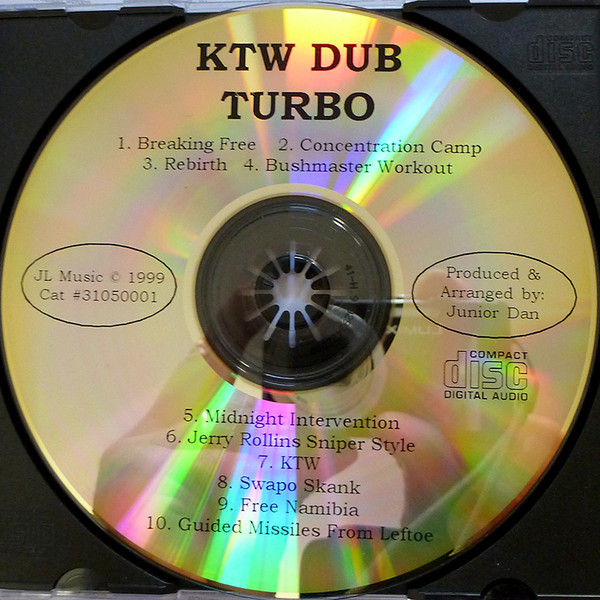 KTW DUB
TURBO
1. Breaking Free 2. Concentration Camp
3. Rebirth 4. Bushmaster Workout
JL Music © 1999
Cat #31050001
Produced &
Arranged by:
Junior Dan
COMPACT
disc
DIGITAL AUDIO
5. Midnight Intervention
6. Jerry Rollins Sniper Style
7. KTW
8. Swapo Skank
9. Free Namibia
10. Guided Missiles From Leftoe
disc